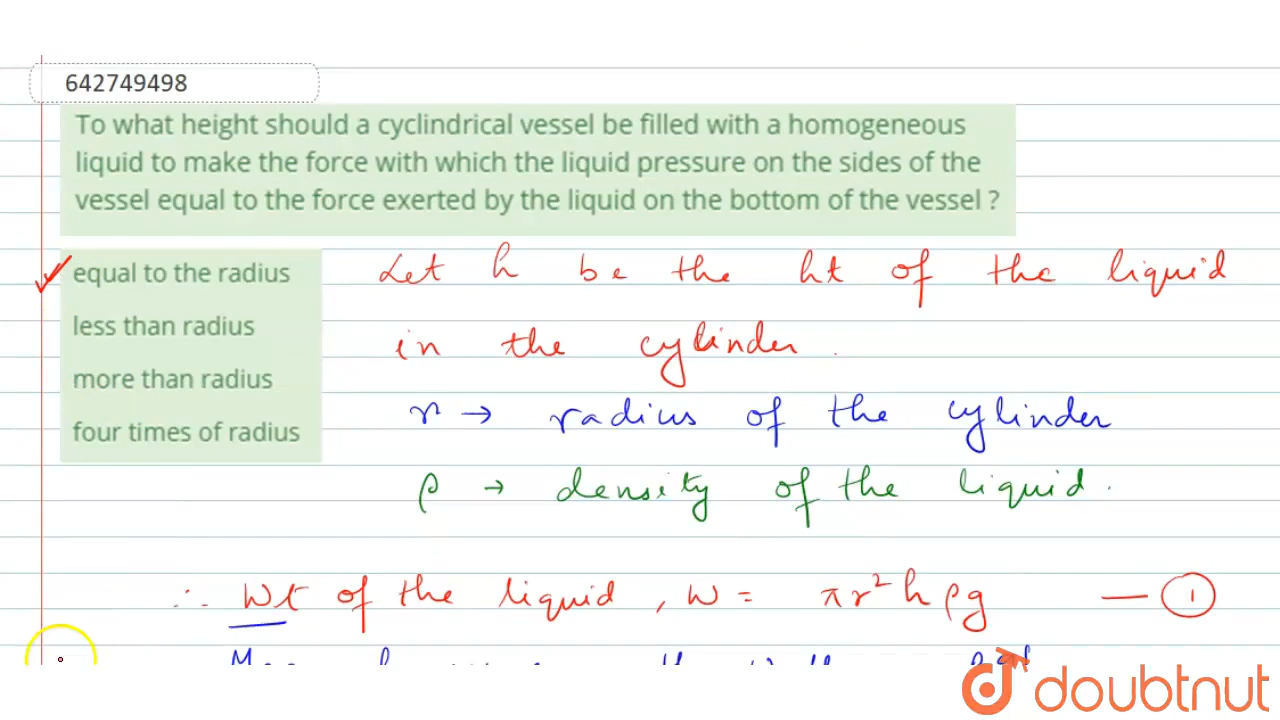 642749498
To what height should a cyclindrical vessel be filled with a homogeneous
liquid to make the force with which the liquid pressure on the sides of the
vessel equal to the force exerted by the liquid on the bottom of the vessel ?
equal to the radius
less than radius
more than radius
four times of radius
Let h be the ht of the liquid
in the cylinder.
r → radius of the cylinder
ρ → density of the liquid.
∴ Wt of the liquid, W = πr²hρg — ①
doubtnut